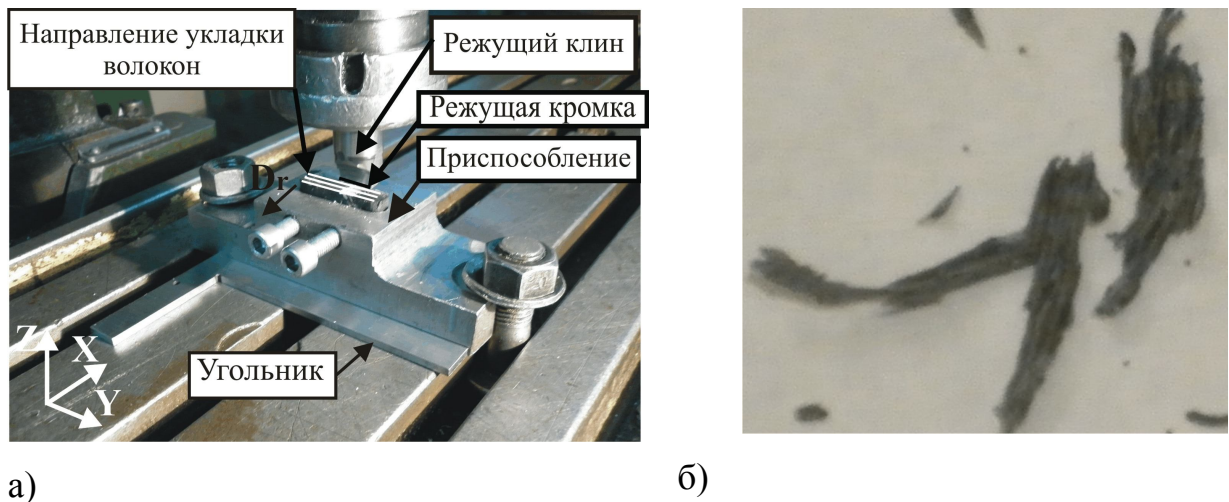 Направление укладки
волокон
Режущий клин
Режущая кромка
Приспособление
Dr
Угольник
Z
X
Y
а)
б)